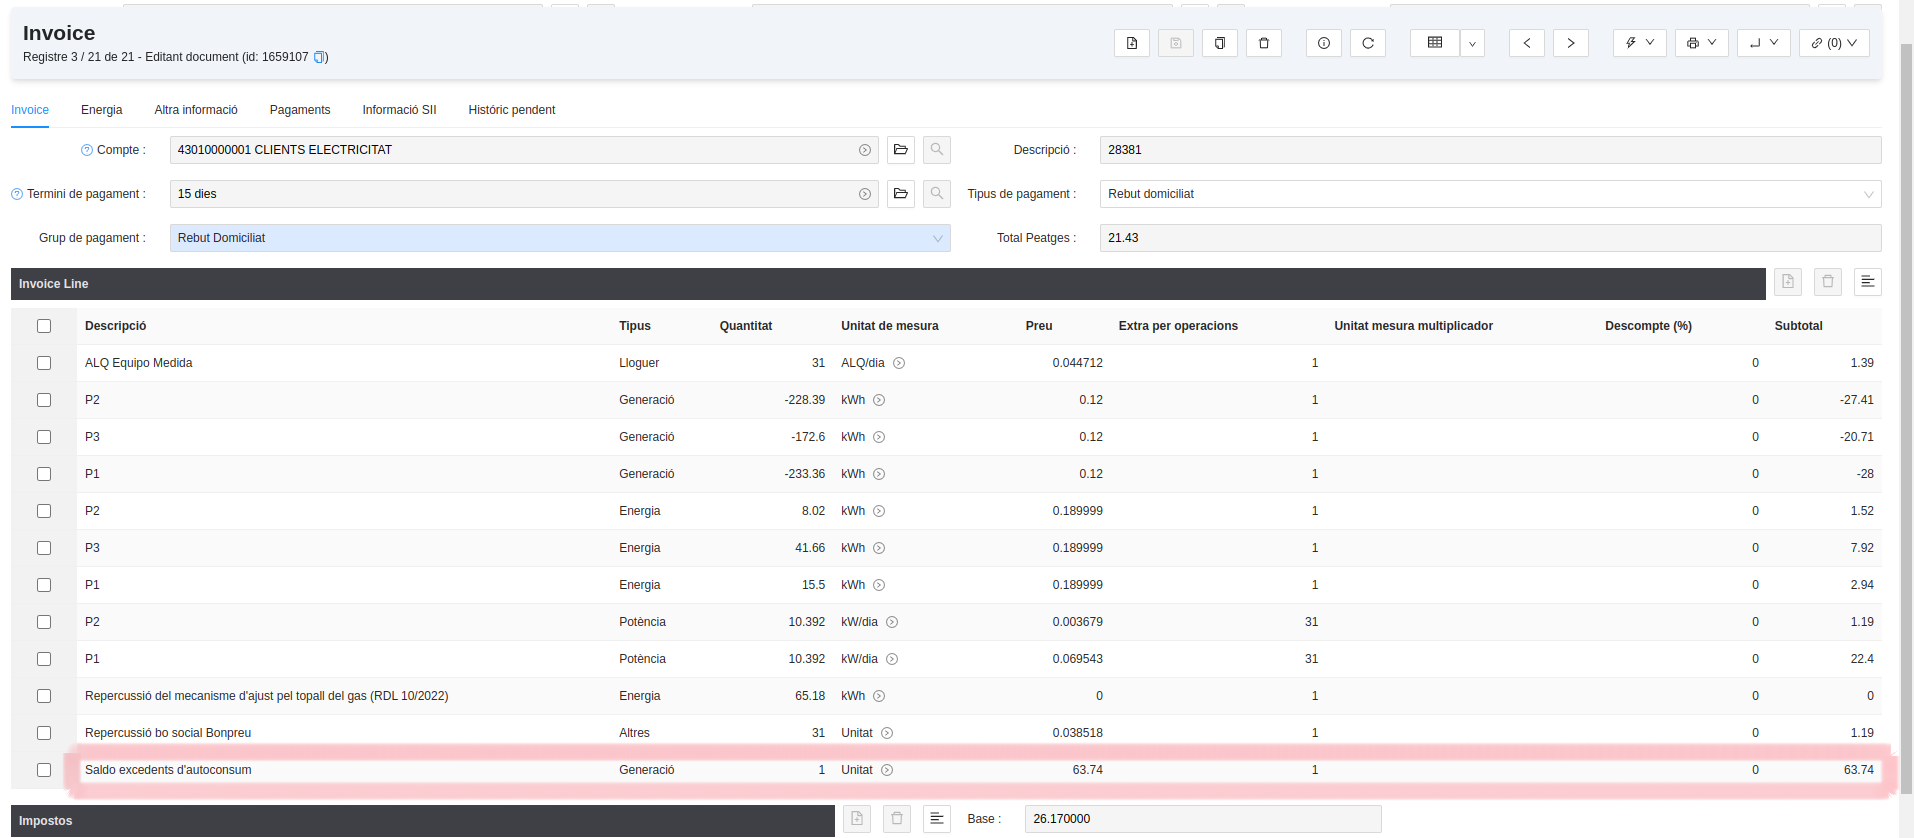 Invoice
Registre 3 / 21 de 21 - Editant document (id: 1659107 )
(0)
Invoice Energia Altra informació Pagaments Informació SII Històric pendent
Compte : 43010000001 CLIENTS ELECTRICITAT Descripció : 28381
Termini de pagament : 15 dies Tipus de pagament : Rebut domiciliat
Grup de pagament : Rebut Domiciliat Total Peatges : 21.43
Invoice Line
Descripció Tipus Quantitat Unitat de mesura Preu Extra per operacions Unitat mesura multiplicador Descompte (%) Subtotal
ALQ Equipo Medida Lloguer 31 ALQ/dia 0.044712 1 0 1.39
P2 Generació -228.39 kWh 0.12 1 0 -27.41
P3 Generació -172.6 kWh 0.12 1 0 -20.71
P1 Generació -233.36 kWh 0.12 1 0 -28
P2 Energia 8.02 kWh 0.189999 1 0 1.52
P3 Energia 41.66 kWh 0.189999 1 0 7.92
P1 Energia 15.5 kWh 0.189999 1 0 2.94
P2 Potència 10.392 kW/dia 0.003679 31 0 1.19
P1 Potència 10.392 kW/dia 0.069543 31 0 22.4
Repercussió del mecanisme d'ajust pel topall del gas (RDL 10/2022) Energia 65.18 kWh 0 1 0 0
Repercussió bo social Bonpreu Altres 31 Unitat 0.038518 1 0 1.19
Saldo excedents d'autoconsum Generació 1 Unitat 63.74 1 0 63.74
Impostos Base : 26.170000